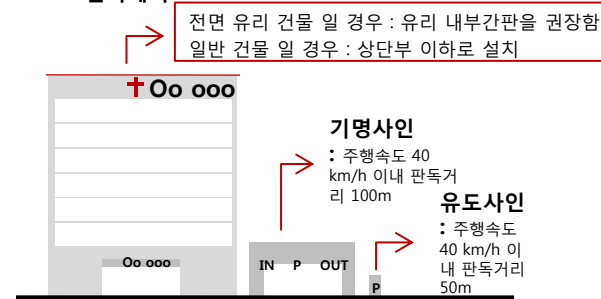 전면 유리 건물 일 경우 : 유리 내부간판을 권장함
일반 건물 일 경우 : 상단부 이하로 설치
Oo ooo
기명사인
: 주행속도 40
km/h 이내 판독거
리 100m
유도사인
: 주행속도
40 km/h 이
내 판독거리
50m
Oo ooo
IN P OUT
P